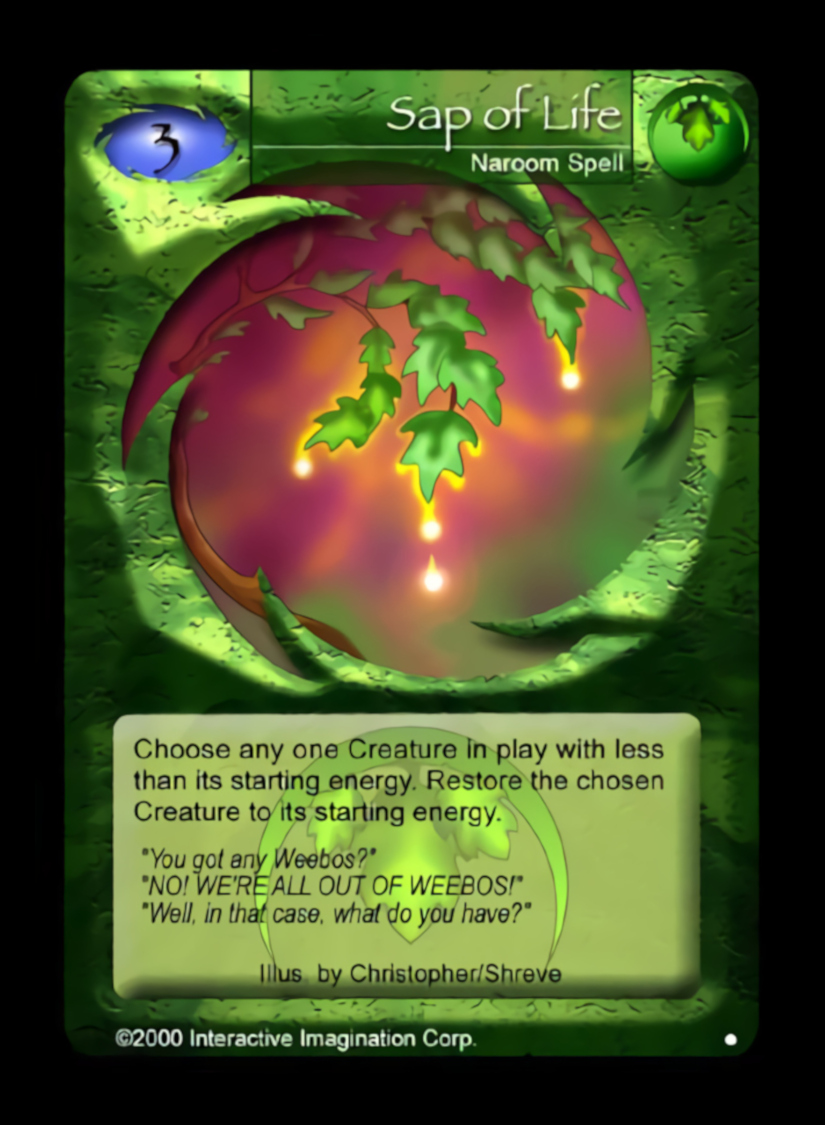 3
Sap of Life
Naroom Spell
Choose any one Creature in play with less
than its starting energy. Restore the chosen
Creature to its starting energy.
"You got any Weebos?"
"NO! WE'RE ALL OUT OF WEEBOS!"
"Well, in that case, what do you have?"
Illus. by Christopher/Shreve
©2000 Interactive Imagination Corp.